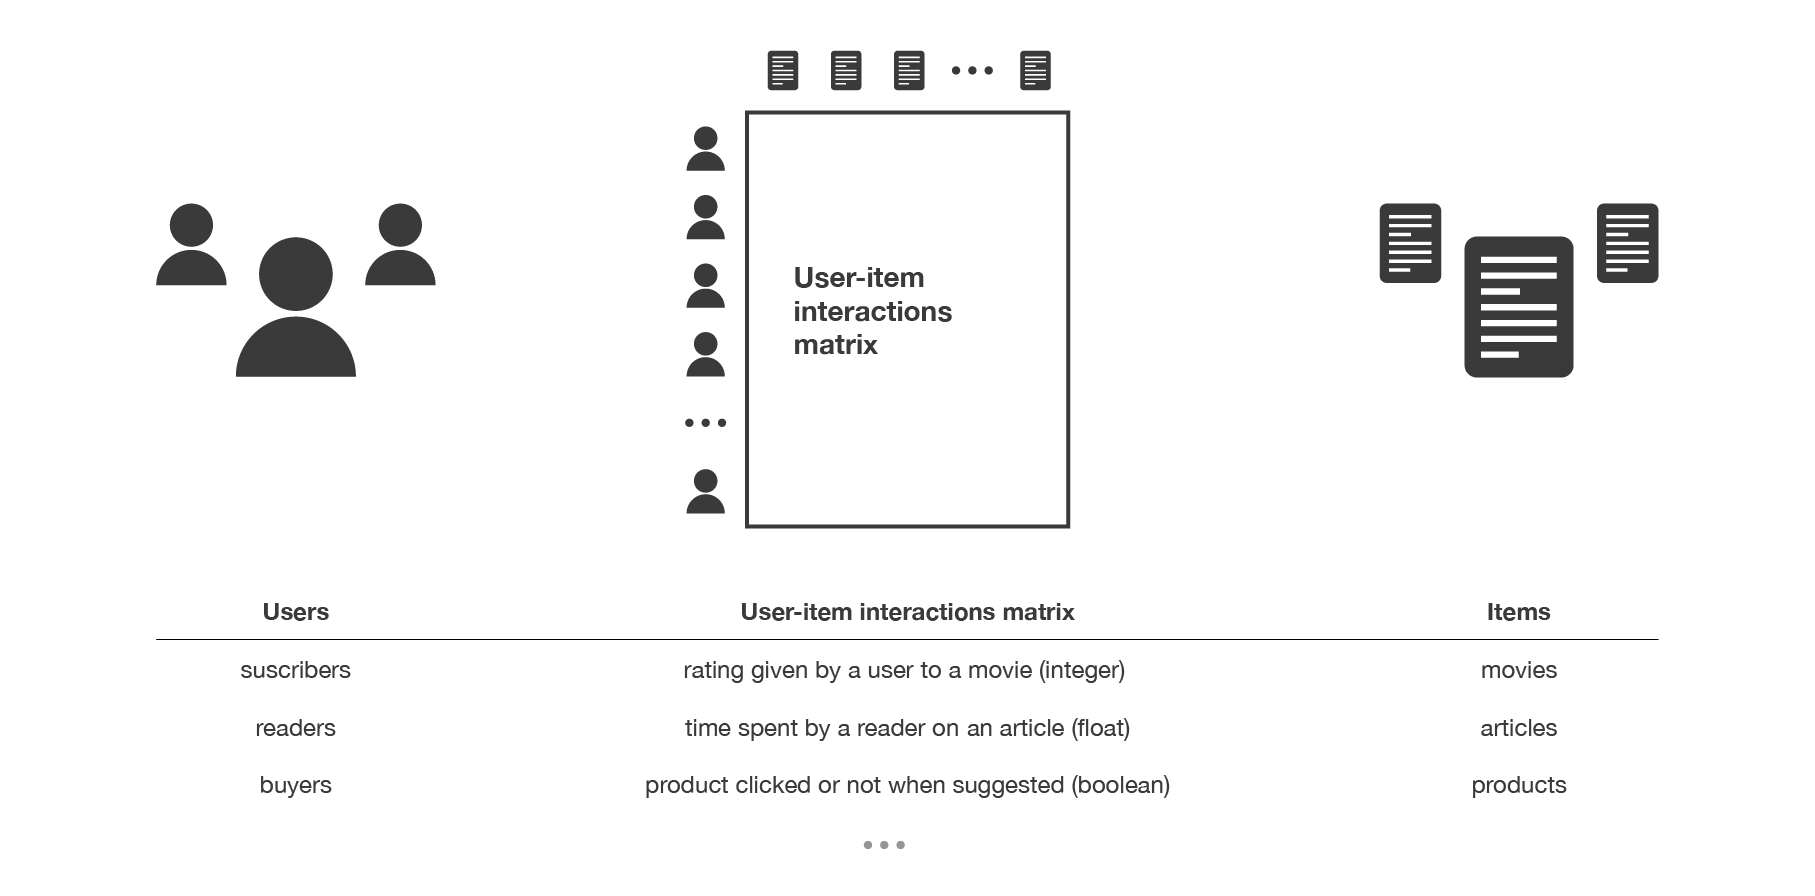 User-item
interactions
matrix
Users User-item interactions matrix Items
suscribers rating given by a user to a movie (integer) movies
readers time spent by a reader on an article (float) articles
buyers product clicked or not when suggested (boolean) products